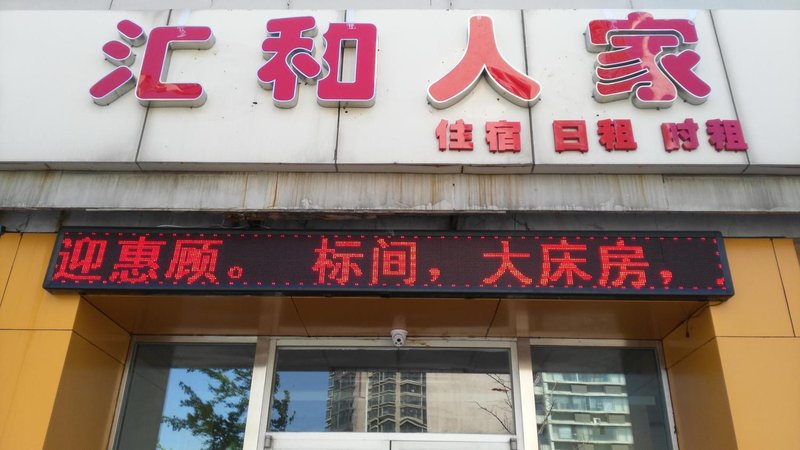 汇和人家
住宿 日租 时租
迎惠顾。 标间，大床房，